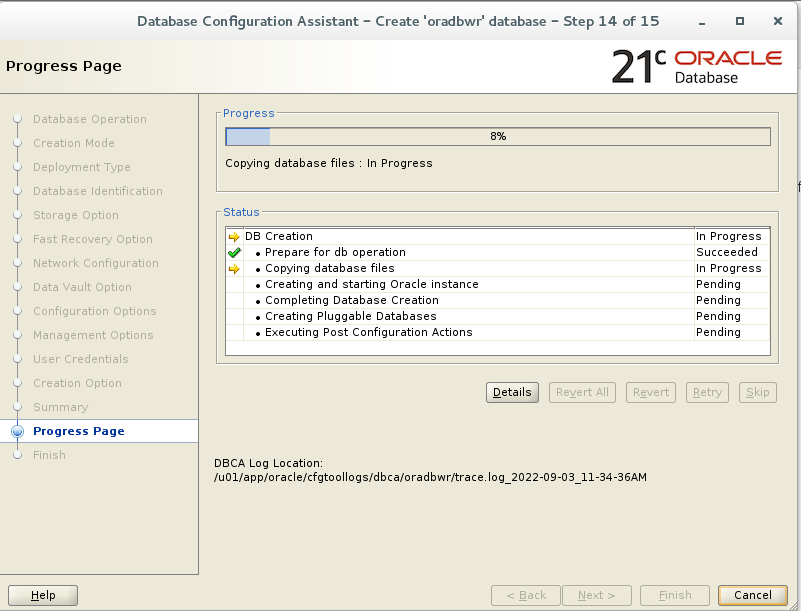 Database Configuration Assistant – Create 'oradbwr' database – Step 14 of 15
Progress Page
21c ORACLE
Database
Database Operation
Creation Mode
Deployment Type
Database Identification
Storage Option
Fast Recovery Option
Network Configuration
Data Vault Option
Configuration Options
Management Options
User Credentials
Creation Option
Summary
Progress Page
Finish
Progress
8%
Copying database files : In Progress
Status
DB Creation In Progress
• Prepare for db operation Succeeded
• Copying database files In Progress
• Creating and starting Oracle instance Pending
• Completing Database Creation Pending
• Creating Pluggable Databases Pending
• Executing Post Configuration Actions Pending
Details Revert All Revert Retry Skip
DBCA Log Location:
/u01/app/oracle/cfgtoollogs/dbca/oradbwr/trace.log_2022-09-03_11-34-36AM
Help < Back Next > Finish Cancel